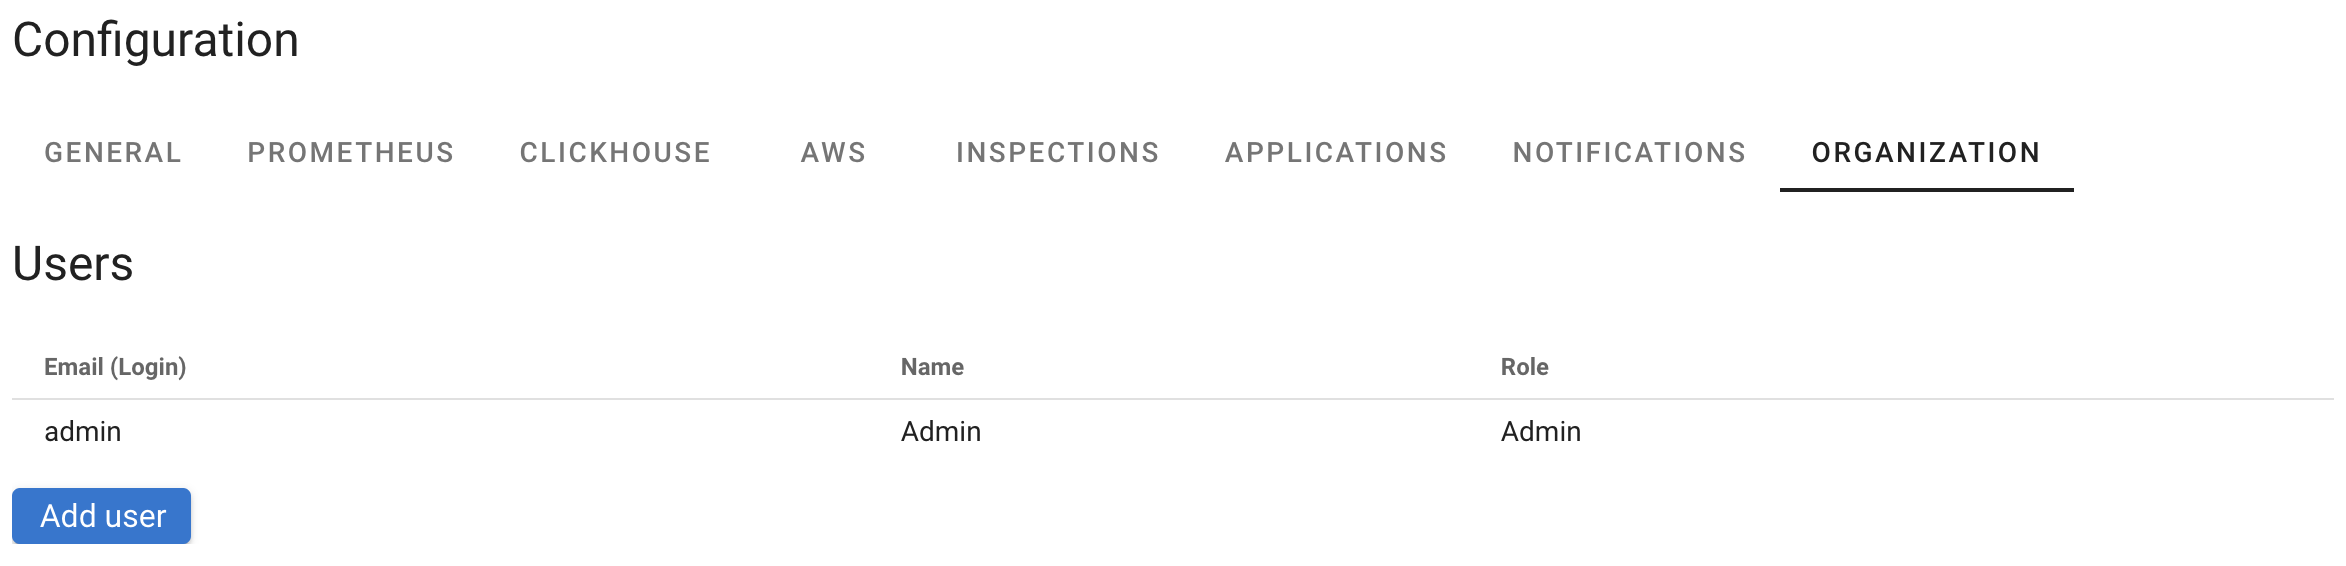 Configuration
GENERAL PROMETHEUS CLICKHOUSE AWS INSPECTIONS APPLICATIONS NOTIFICATIONS ORGANIZATION
Users
Email (Login) Name Role
admin Admin Admin
Add user